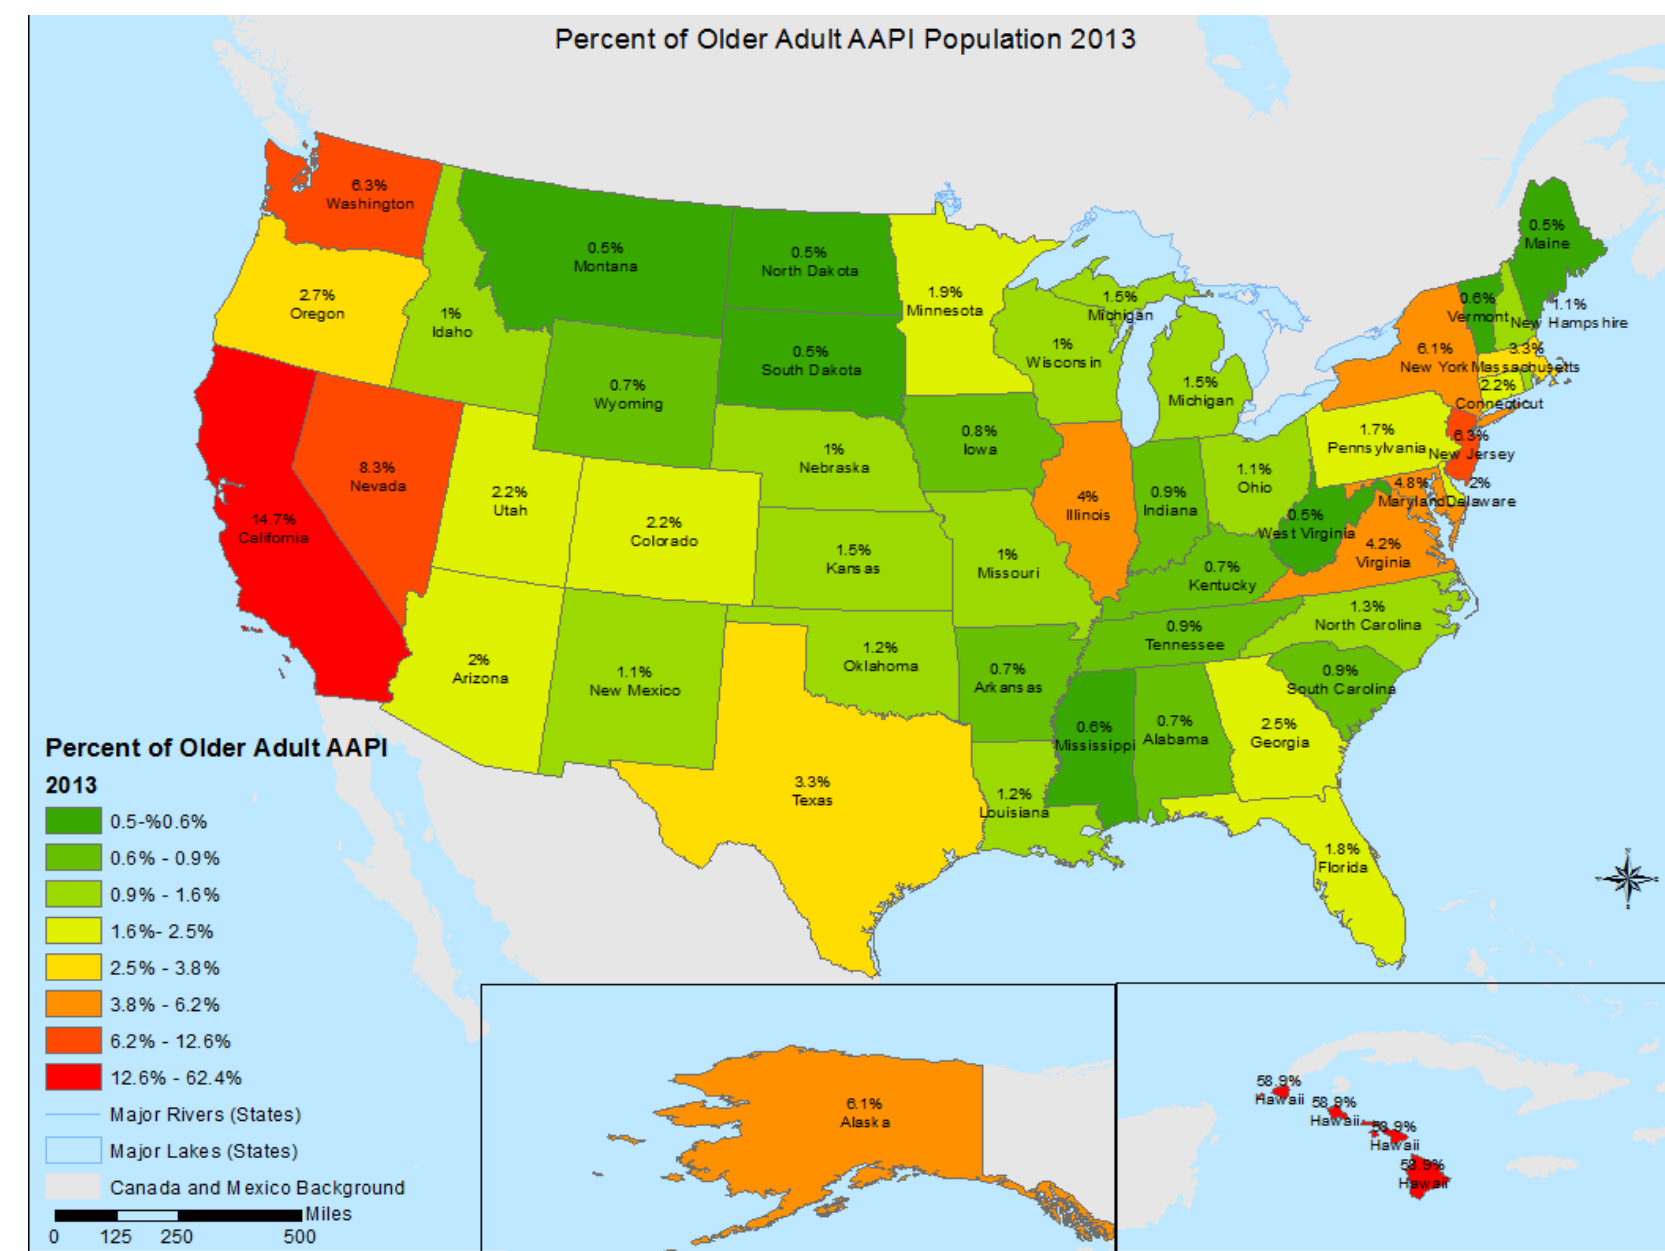 Percent of Older Adult AAPI Population 2013
6.3%
Washington
2.7%
Oregon
1%
Idaho
0.5%
Montana
0.5%
North Dakota
1.9%
Minnesota
0.5%
South Dakota
0.7%
Wyoming
1.5%
Michigan
1%
Wisconsin
1.5%
Michigan
0.5%
Maine
0.6%
Vermont
1.1%
New Hampshire
6.1%
New York
3.3%
Massachusetts
2.2%
Connecticut
6.3%
New Jersey
1.7%
Pennsylvania
4.8%
Maryland
2%
Delaware
14.7%
California
8.3%
Nevada
2.2%
Utah
2.2%
Colorado
1%
Nebraska
0.8%
Iowa
4%
Illinois
0.9%
Indiana
1.1%
Ohio
0.5%
West Virginia
4.2%
Virginia
1.5%
Kansas
1%
Missouri
0.7%
Kentucky
1.3%
North Carolina
0.9%
Tennessee
2%
Arizona
1.1%
New Mexico
1.2%
Oklahoma
0.7%
Arkansas
0.9%
South Carolina
0.6%
Mississippi
0.7%
Alabama
2.5%
Georgia
3.3%
Texas
1.2%
Louisiana
1.8%
Florida
Percent of Older Adult AAPI
2013
0.5-%0.6%
0.6% - 0.9%
0.9% - 1.6%
1.6%- 2.5%
2.5% - 3.8%
3.8% - 6.2%
6.2% - 12.6%
12.6% - 62.4%
Major Rivers (States)
Major Lakes (States)
Canada and Mexico Background
Miles
0 125 250 500
6.1%
Alaska
58.9%
Hawaii
58.9%
Hawaii
58.9%
Hawaii
58.9%
Hawaii